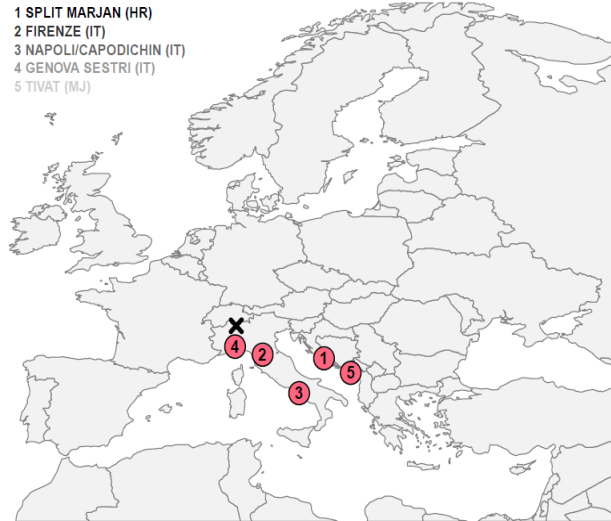 1 SPLIT MARJAN (HR)
2 FIRENZE (IT)
3 NAPOLI/CAPODICHIN (IT)
4 GENOVA SESTRI (IT)
5 TIVAT (MJ)
4
2
1
5
3